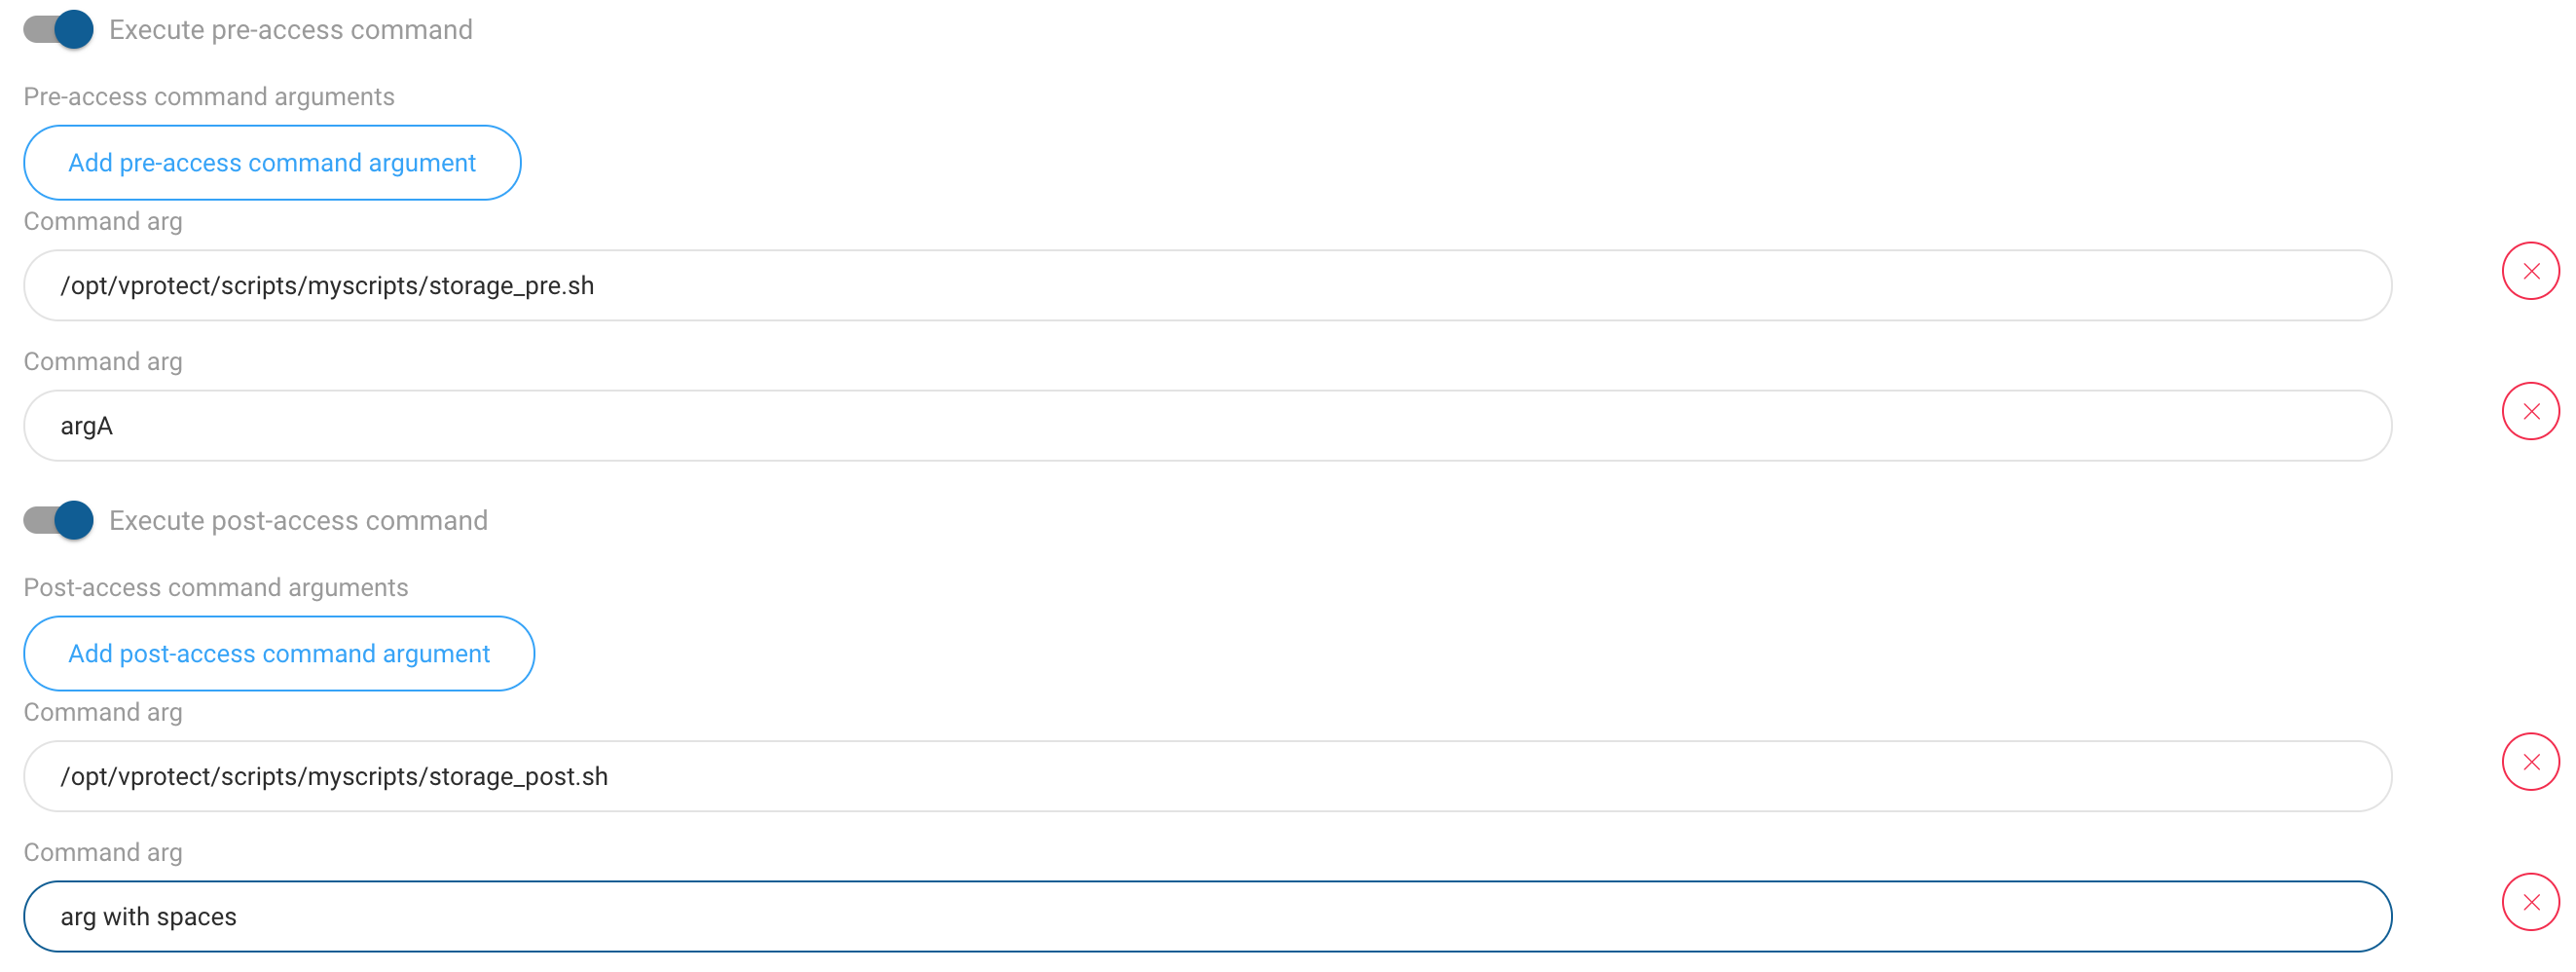 Execute pre-access command
Pre-access command arguments
Add pre-access command argument
Command arg
/opt/vprotect/scripts/myscripts/storage_pre.sh
Command arg
argA
Execute post-access command
Post-access command arguments
Add post-access command argument
Command arg
/opt/vprotect/scripts/myscripts/storage_post.sh
Command arg
arg with spaces